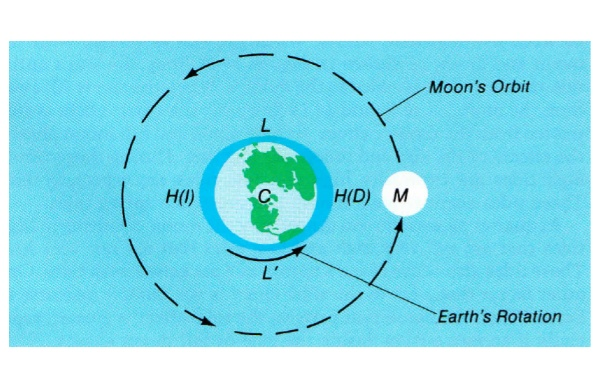 Moon's Orbit
L
H(I)
C
H(D)
M
L'
Earth's Rotation